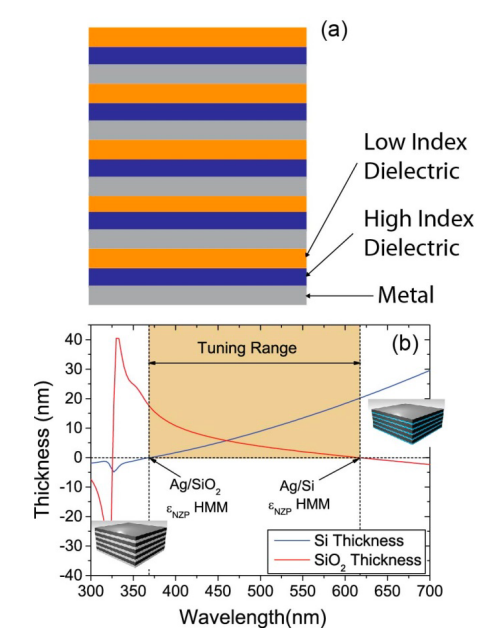 (a)
Low Index
Dielectric
High Index
Dielectric
Metal
(b)
Tuning Range
40
30
20
10
0
-10
-20
-30
-40
Thickness (nm)
Ag/SiO₂
εNZP HMM
Ag/Si
εNZP HMM
Si Thickness
SiO₂ Thickness
300 350 400 450 500 550 600 650 700
Wavelength(nm)